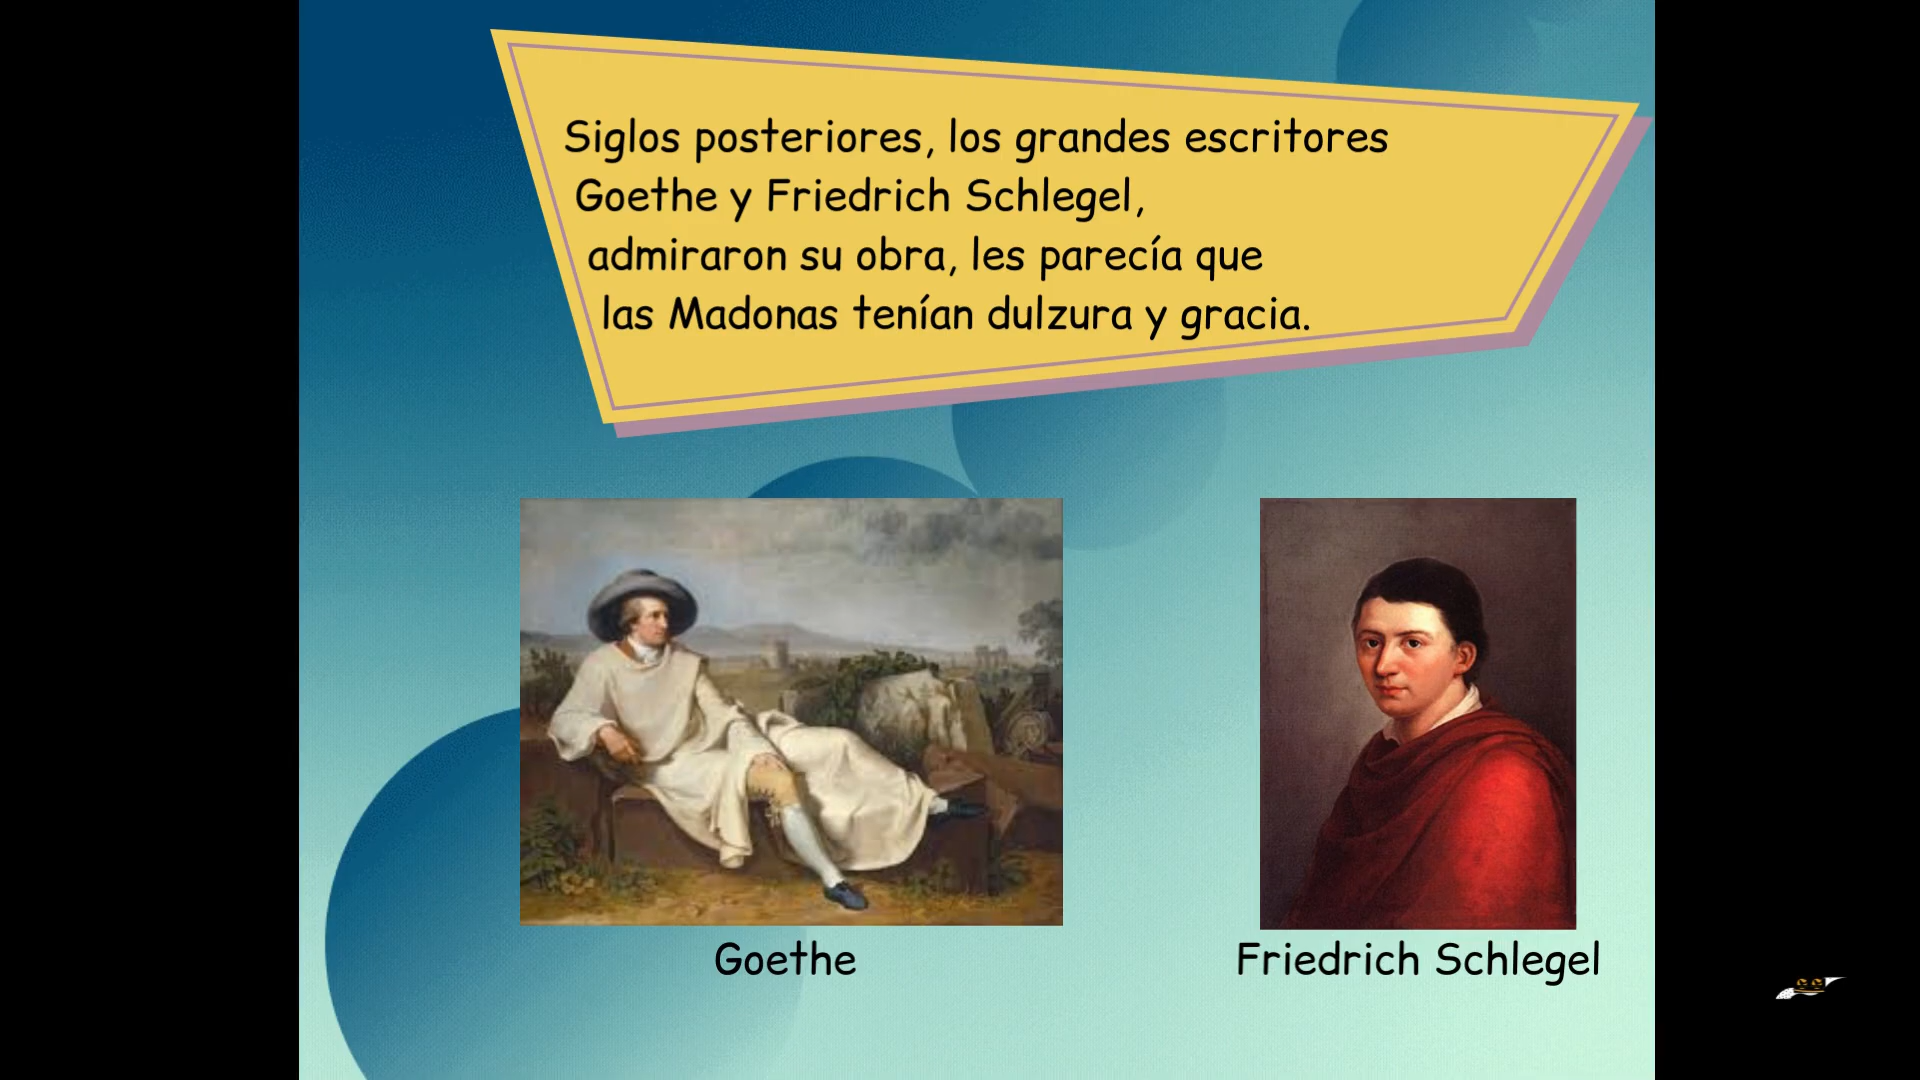 Siglos posteriores, los grandes escritores
Goethe y Friedrich Schlegel,
admiraron su obra, les parecía que
las Madonas tenían dulzura y gracia.
Goethe
Friedrich Schlegel